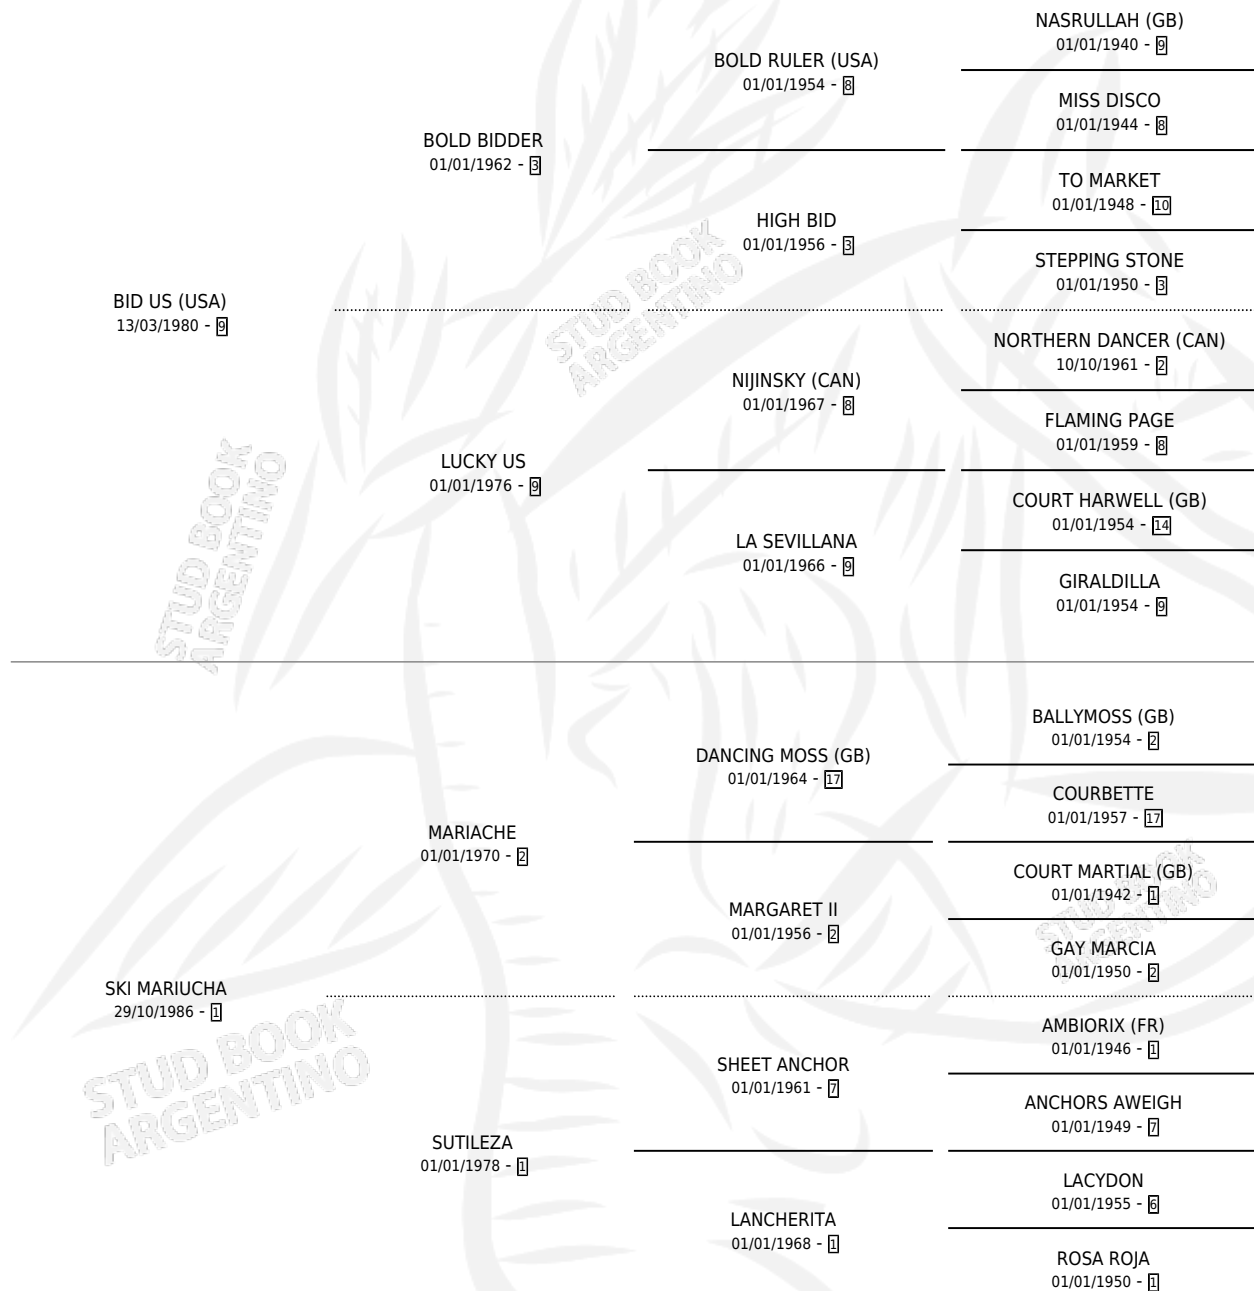 NASRULLAH (GB)
01/01/1940 - 9
BOLD RULER (USA)
01/01/1954 - 8
MISS DISCO
01/01/1944 - 8
BOLD BIDDER
01/01/1962 - 3
TO MARKET
01/01/1948 - 10
HIGH BID
01/01/1956 - 3
STEPPING STONE
01/01/1950 - 3
BID US (USA)
13/03/1980 - 9
NORTHERN DANCER (CAN)
10/10/1961 - 2
NIJINSKY (CAN)
01/01/1967 - 8
FLAMING PAGE
01/01/1959 - 8
LUCKY US
01/01/1976 - 9
COURT HARWELL (GB)
01/01/1954 - 14
LA SEVILLANA
01/01/1966 - 9
GIRALDILLA
01/01/1954 - 9
BALLYMOSS (GB)
01/01/1954 - 2
DANCING MOSS (GB)
01/01/1964 - 17
COURBETTE
01/01/1957 - 17
MARIACHE
01/01/1970 - 2
COURT MARTIAL (GB)
01/01/1942 - 1
MARGARET II
01/01/1956 - 2
GAY MARCIA
01/01/1950 - 2
SKI MARIUCHA
29/10/1986 - 1
AMBIORIX (FR)
01/01/1946 - 1
SHEET ANCHOR
01/01/1961 - 7
ANCHORS AWEIGH
01/01/1949 - 7
SUTILEZA
01/01/1978 - 1
LACYDON
01/01/1955 - 6
LANCHERITA
01/01/1968 - 1
ROSA ROJA
01/01/1950 - 1
STUD BOOK
ARGENTINO
STUD BOOK
ARGENTINO
STUD BOOK
ARGENTINO
STUD BOOK
ARGENTINO